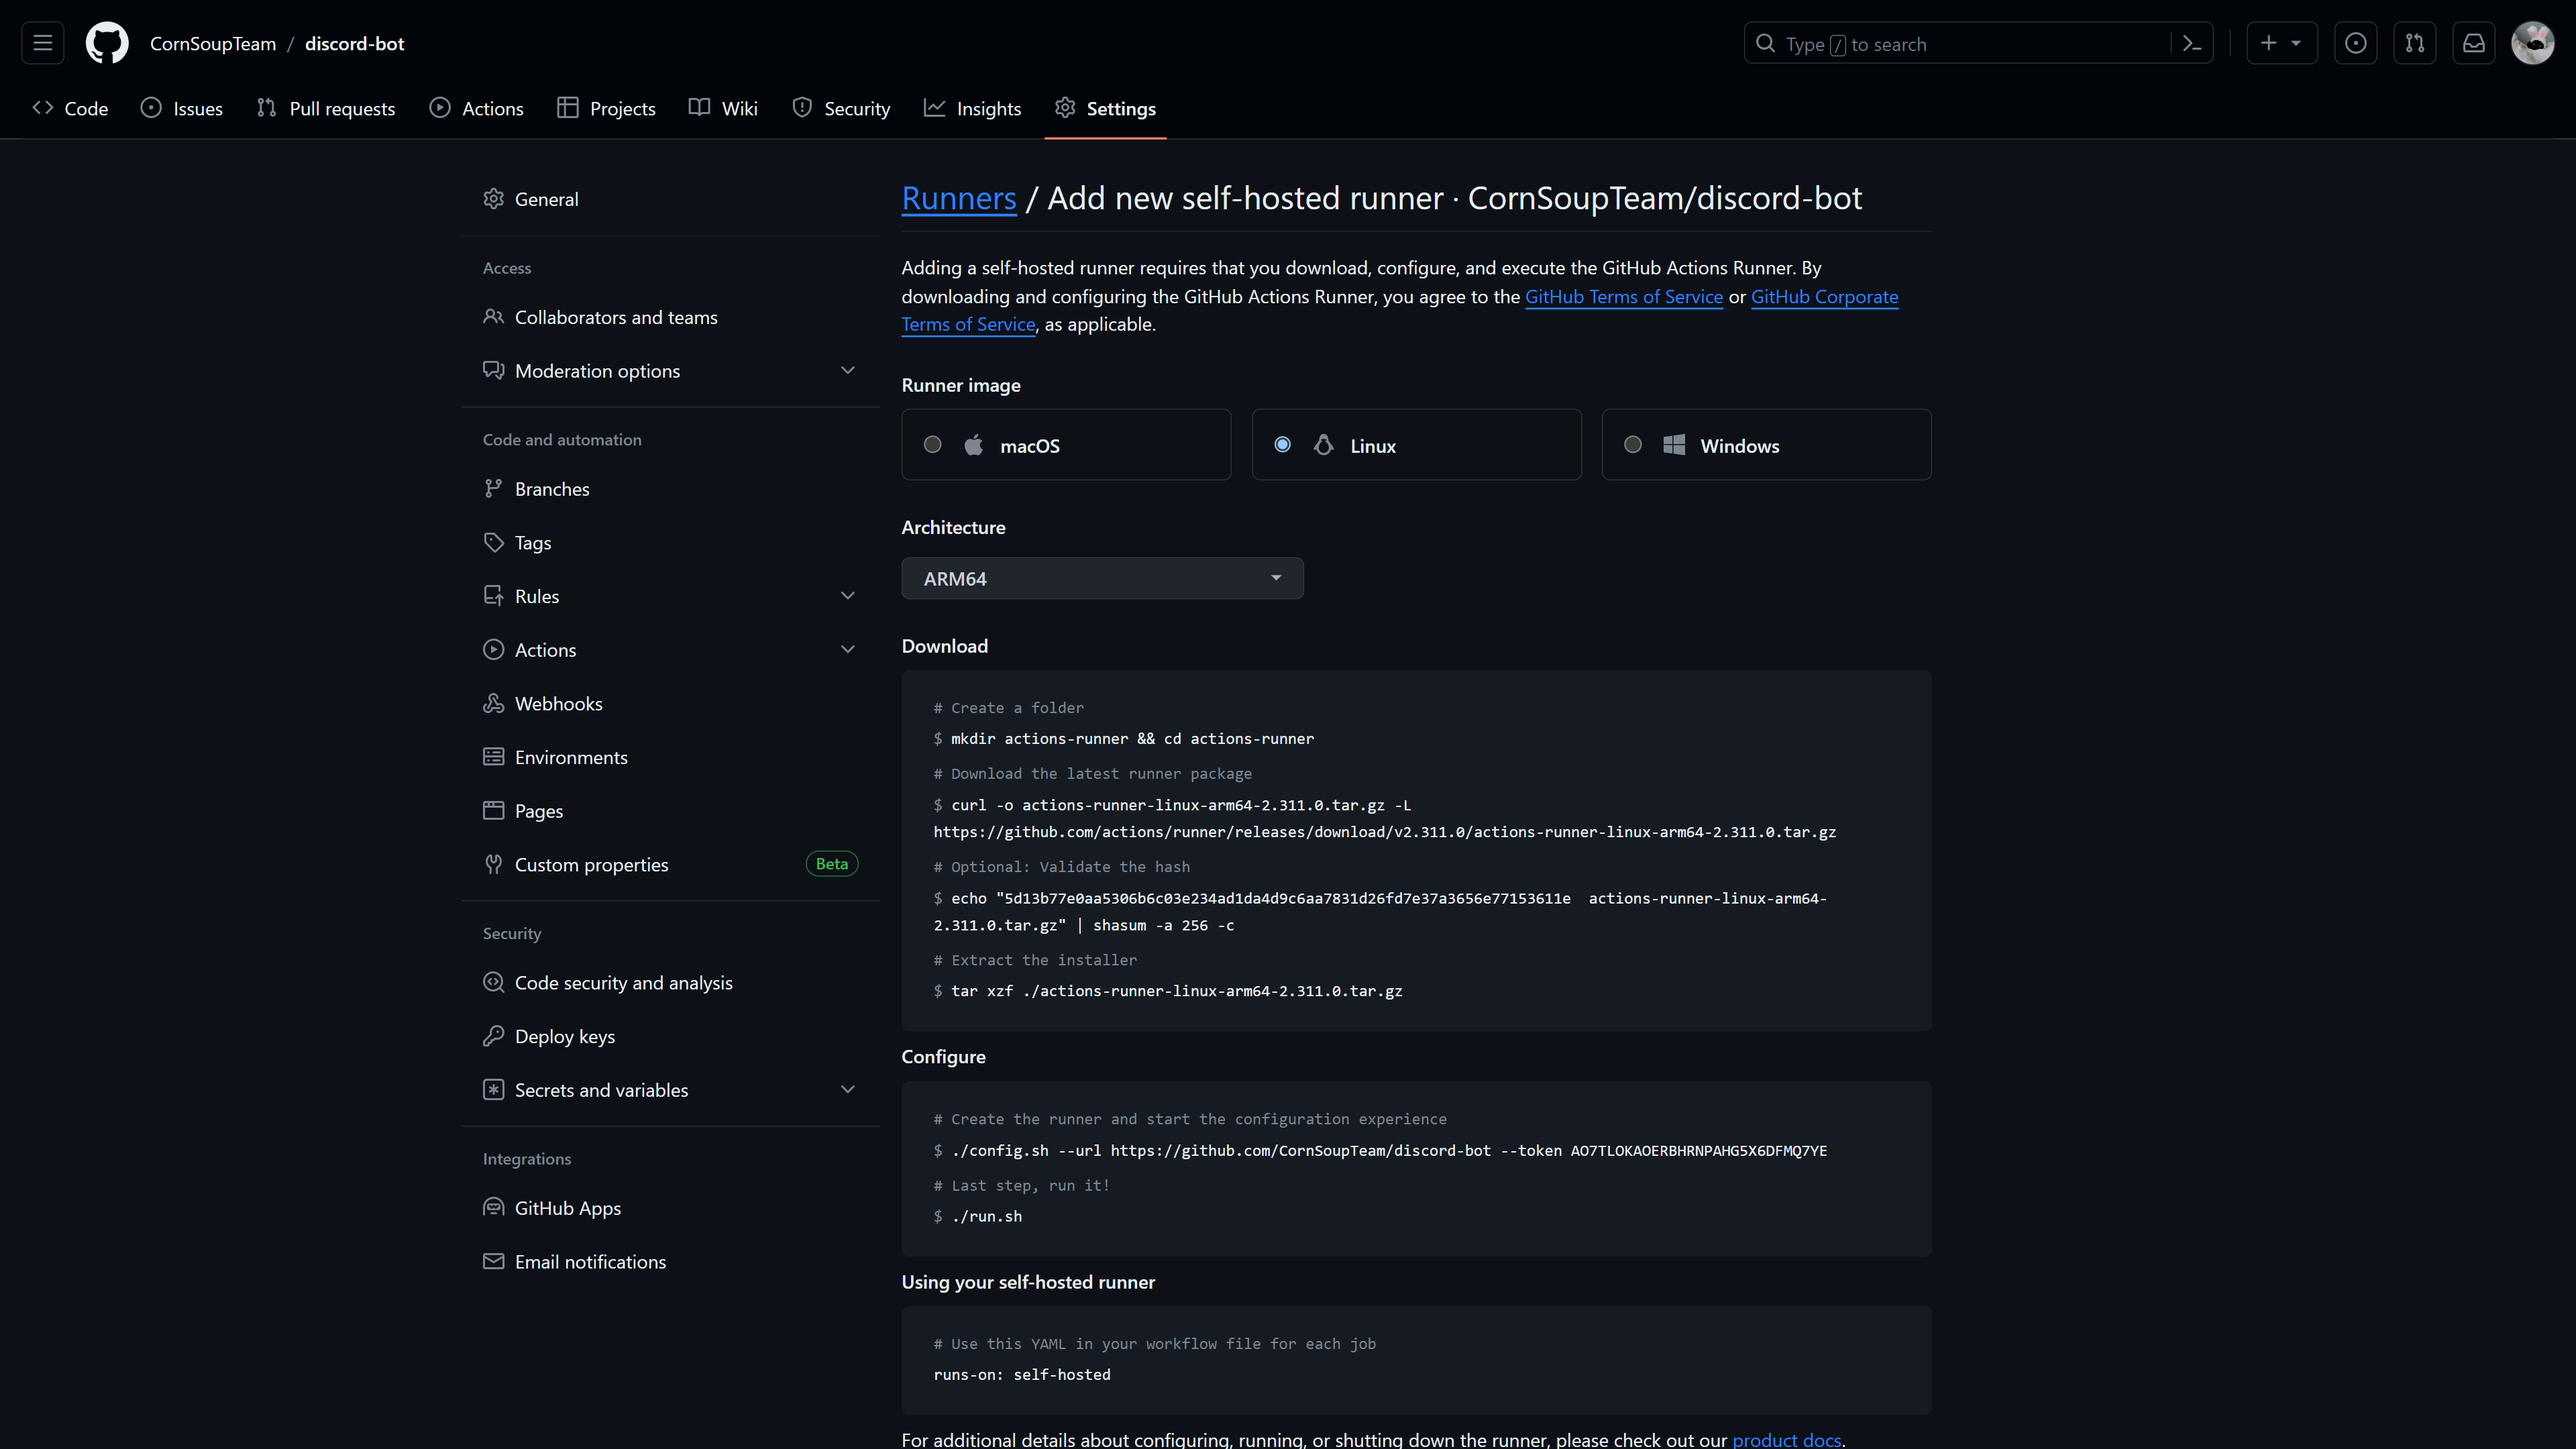 CornSoupTeam / discord-bot
Type / to search
Code
Issues
Pull requests
Actions
Projects
Wiki
Security
Insights
Settings
General
Access
Collaborators and teams
Moderation options
Code and automation
Branches
Tags
Rules
Actions
Webhooks
Environments
Pages
Custom properties
Beta
Security
Code security and analysis
Deploy keys
Secrets and variables
Integrations
GitHub Apps
Email notifications
Runners / Add new self-hosted runner · CornSoupTeam/discord-bot
Adding a self-hosted runner requires that you download, configure, and execute the GitHub Actions Runner. By
downloading and configuring the GitHub Actions Runner, you agree to the GitHub Terms of Service or GitHub Corporate
Terms of Service, as applicable.
Runner image
macOS
Linux
Windows
Architecture
ARM64
Download
# Create a folder
$ mkdir actions-runner && cd actions-runner
# Download the latest runner package
$ curl -o actions-runner-linux-arm64-2.311.0.tar.gz -L
https://github.com/actions/runner/releases/download/v2.311.0/actions-runner-linux-arm64-2.311.0.tar.gz
# Optional: Validate the hash
$ echo "5d13b77e0aa5306b6c03e234ad1da4d9c6aa7831d26fd7e37a3656e77153611e  actions-runner-linux-arm64-
2.311.0.tar.gz" | shasum -a 256 -c
# Extract the installer
$ tar xzf ./actions-runner-linux-arm64-2.311.0.tar.gz
Configure
# Create the runner and start the configuration experience
$ ./config.sh --url https://github.com/CornSoupTeam/discord-bot --token AO7TLOKAOERBHRNPAHG5X6DFMQ7YE
# Last step, run it!
$ ./run.sh
Using your self-hosted runner
# Use this YAML in your workflow file for each job
runs-on: self-hosted
For additional details about configuring, running, or shutting down the runner, please check out our product docs.